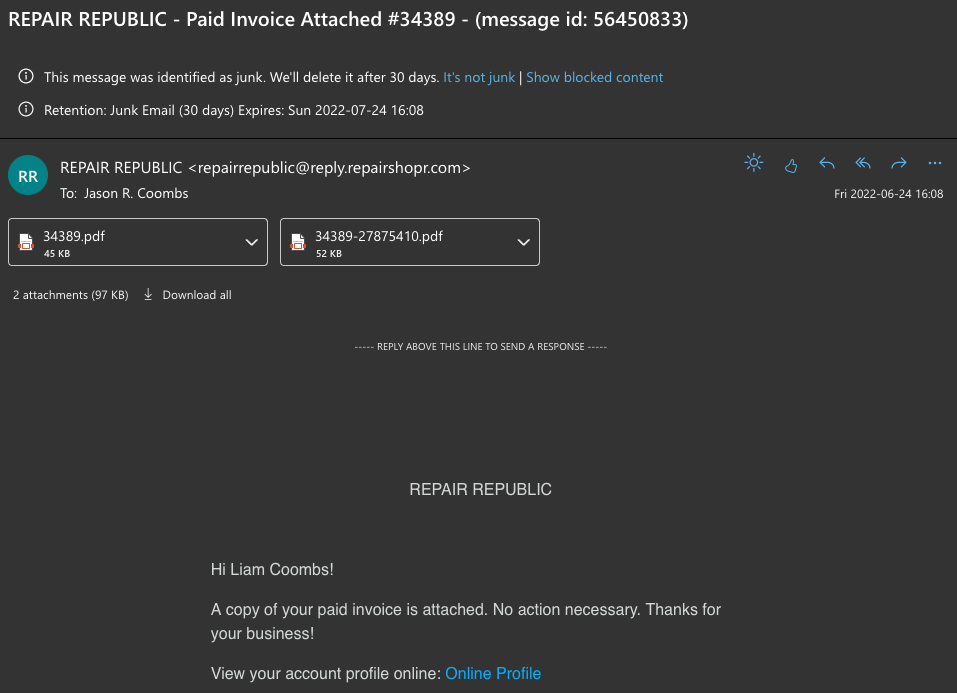 REPAIR REPUBLIC - Paid Invoice Attached #34389 - (message id: 56450833)
This message was identified as junk. We'll delete it after 30 days. It's not junk | Show blocked content
Retention: Junk Email (30 days) Expires: Sun 2022-07-24 16:08
RR
REPAIR REPUBLIC <repairrepublic@reply.repairshopr.com>
To: Jason R. Coombs
Fri 2022-06-24 16:08
34389.pdf
45 KB
34389-27875410.pdf
52 KB
2 attachments (97 KB) Download all
----- REPLY ABOVE THIS LINE TO SEND A RESPONSE -----
REPAIR REPUBLIC
Hi Liam Coombs!
A copy of your paid invoice is attached. No action necessary. Thanks for
your business!
View your account profile online: Online Profile